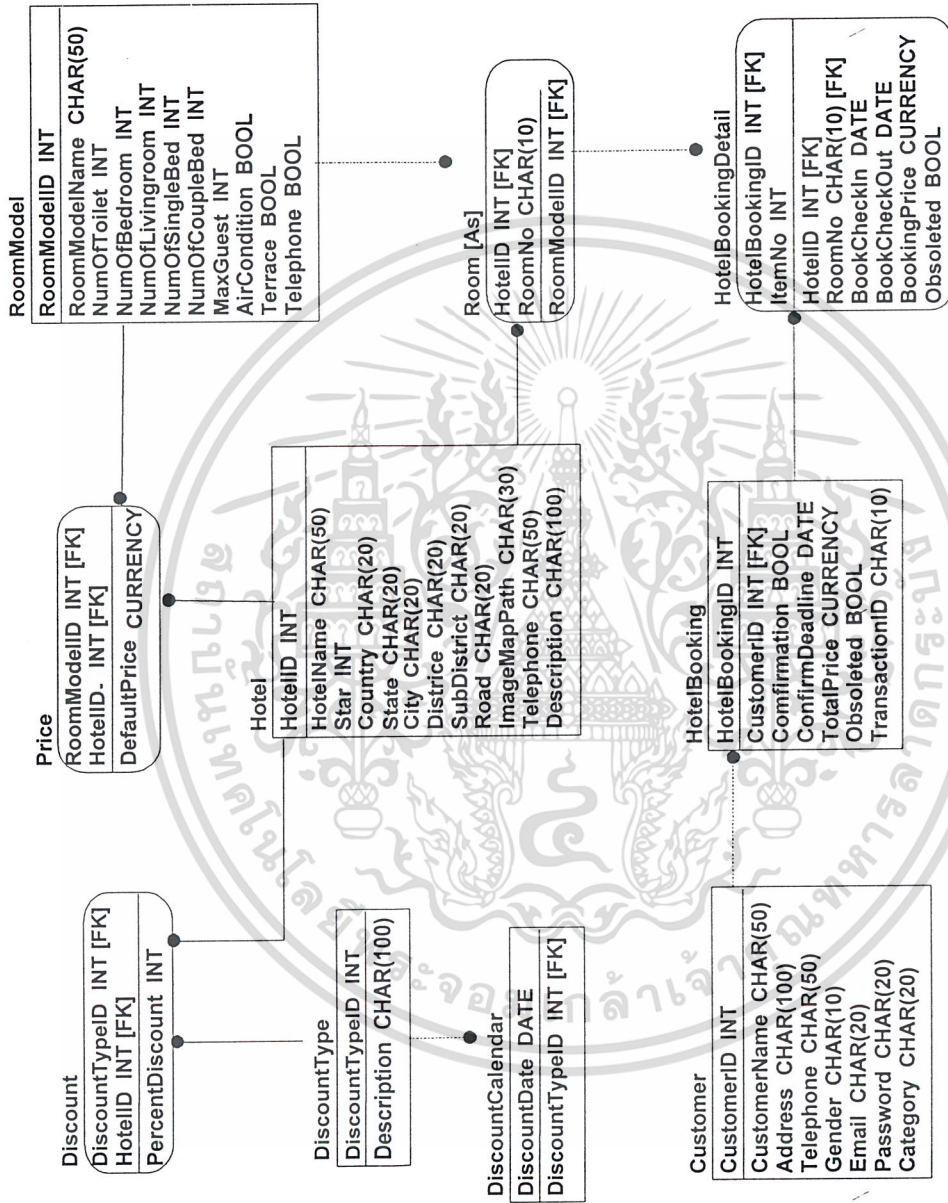 Discount
DiscountTypeID INT [FK]
HotelID INT [FK]
PercentDiscount INT
DiscountType
DiscountTypeID INT
Description CHAR(100)
DiscountCalendar
DiscountDate DATE
DiscountTypeID INT [FK]
Customer
CustomerID INT
CustomerName CHAR(50)
Address CHAR(100)
Telephone CHAR(50)
Gender CHAR(10)
Email CHAR(20)
Password CHAR(20)
Category CHAR(20)
Price
RoomModelID INT [FK]
HotelID- INT [FK]
DefaultPrice CURRENCY
Hotel
HotelID INT
HotelName CHAR(50)
Star INT
Country CHAR(20)
State CHAR(20)
City CHAR(20)
Districe CHAR(20)
SubDistrict CHAR(20)
Road CHAR(20)
ImageMapPath CHAR(30)
Telephone CHAR(50)
Description CHAR(100)
HotelBooking
HotelBookingID INT
CustomerID INT [FK]
Confirmation BOOL
ConfirmDeadline DATE
TotalPrice CURRENCY
Obsoleted BOOL
TransactionID CHAR(10)
RoomModel
RoomModelID INT
RoomModelName CHAR(50)
NumOfToilet INT
NumOfBedroom INT
NumOfLivingroom INT
NumOfSingleBed INT
NumOfCoupleBed INT
MaxGuest INT
AirCondition BOOL
Terrace BOOL
Telephone BOOL
Room [As]
HotelID INT [FK]
RoomNo CHAR(10)
RoomModelID INT [FK]
HotelBookingDetail
HotelBookingID INT [FK]
ItemNo INT
HotelID INT [FK]
RoomNo CHAR(10) [FK]
BookCheckIn DATE
BookCheckOut DATE
BookingPrice CURRENCY
Obsoleted BOOL